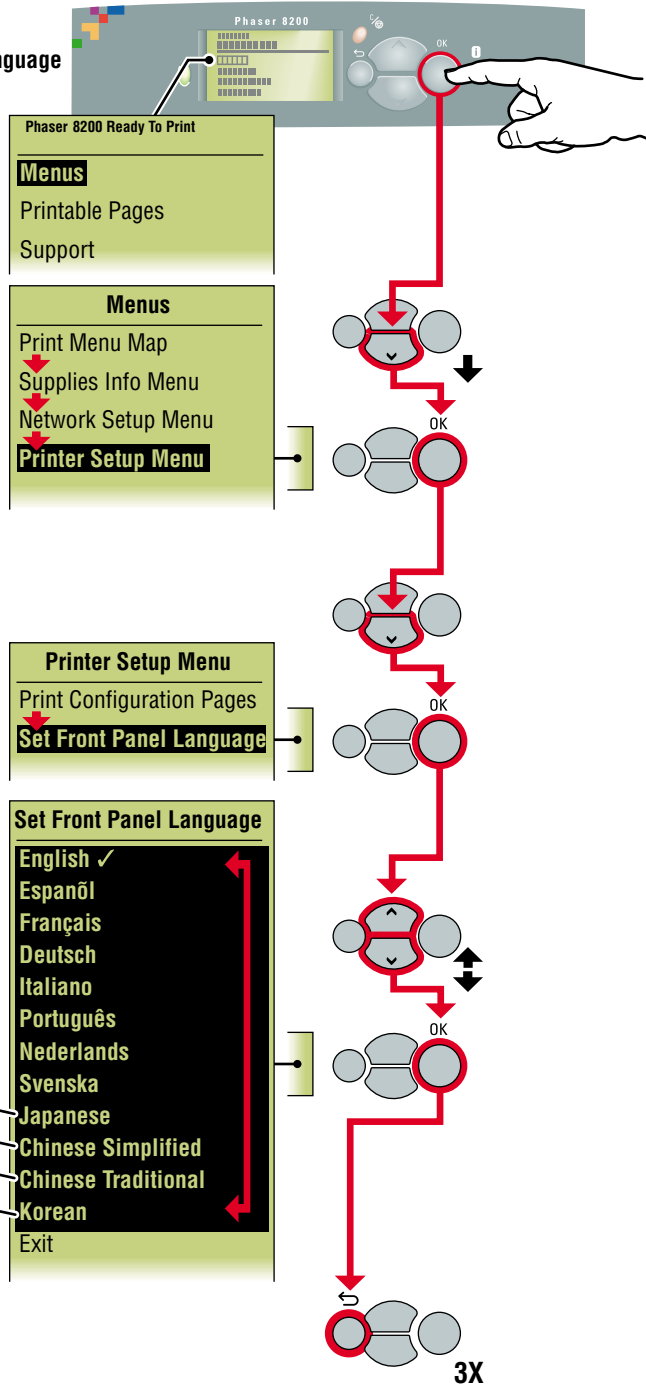 Phaser 8200
nguage
OK
i
Phaser 8200 Ready To Print
Menus
Printable Pages
Support
Menus
Print Menu Map
Supplies Info Menu
Network Setup Menu
Printer Setup Menu
OK
Printer Setup Menu
Print Configuration Pages
Set Front Panel Language
OK
Set Front Panel Language
English ✓
Espanõl
Français
Deutsch
Italiano
Português
Nederlands
Svenska
Japanese
Chinese Simplified
Chinese Traditional
Korean
Exit
OK
3X